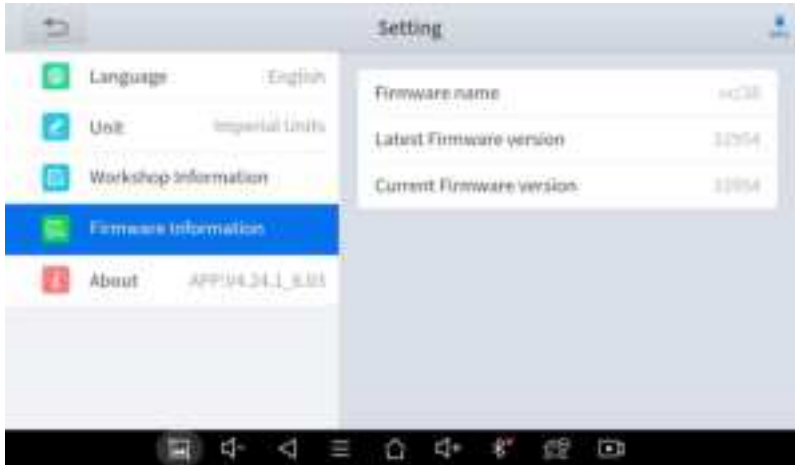 Setting
Language English
Unit Imperial Units
Workshop Information
Firmware Information
About
Firmware name
Latest Firmware version
Current Firmware version